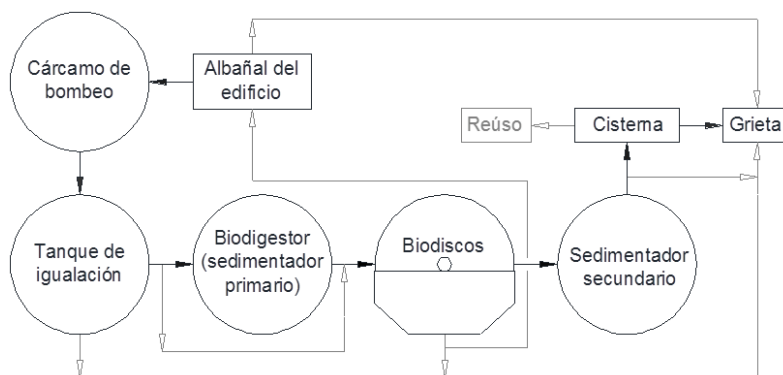 Cárcamo de
bombeo
Albañal del
edificio
Reúso
Cisterna
Grieta
Tanque de
igualación
Biodigestor
(sedimentador
primario)
Biodiscos
Sedimentador
secundario